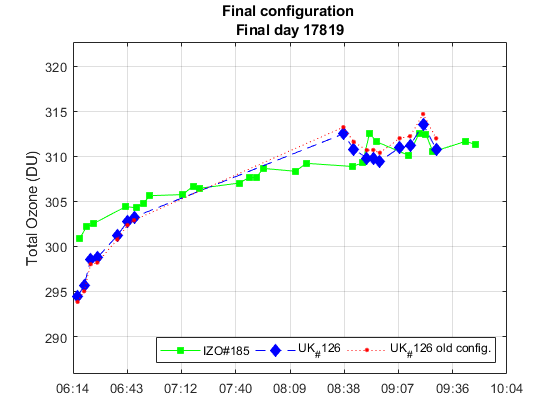 Final configuration
Final day 17819
Total Ozone (DU)
320
315
310
305
300
295
290
IZO#185 UK#126 UK#126 old config.
06:14 06:43 07:12 07:40 08:09 08:38 09:07 09:36 10:04